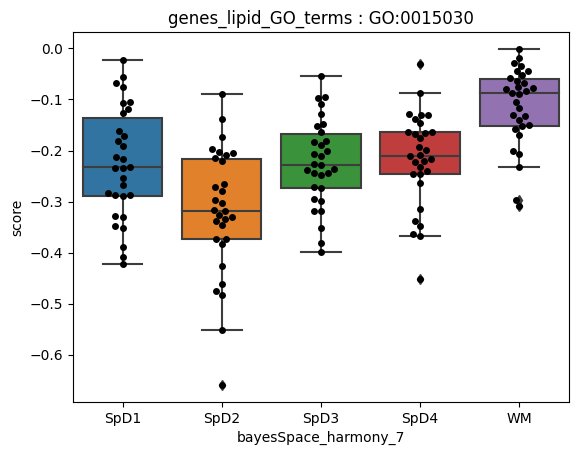 genes_lipid_GO_terms : GO:0015030
0.0
−0.1
−0.2
−0.3
−0.4
−0.5
−0.6
score
SpD1 SpD2 SpD3 SpD4 WM
bayesSpace_harmony_7